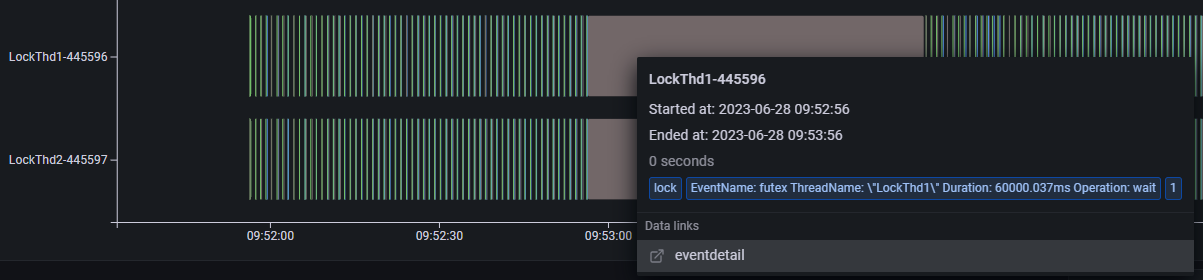 LockThd1-445596
LockThd2-445597
09:52:00
09:52:30
09:53:00
LockThd1-445596
Started at: 2023-06-28 09:52:56
Ended at: 2023-06-28 09:53:56
0 seconds
lock EventName: futex ThreadName: \"LockThd1\" Duration: 60000.037ms Operation: wait 1
Data links
eventdetail